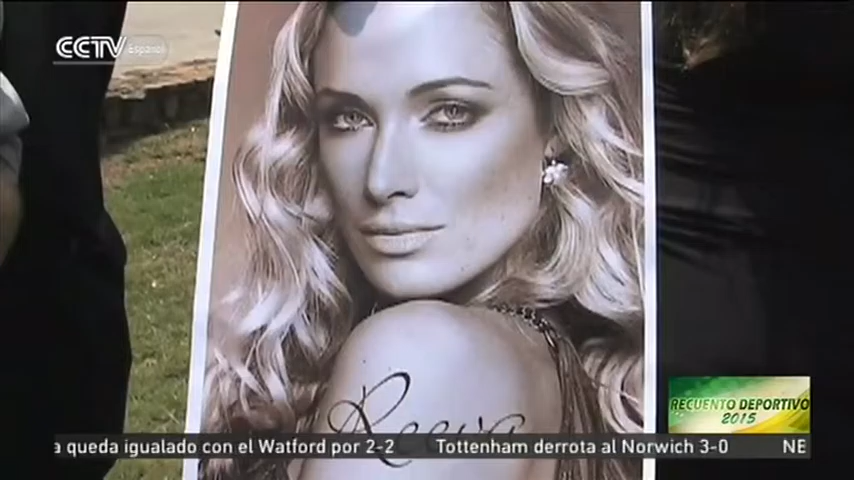 CCTV Español
Reeva
RECUENTO DEPORTIVO
2015
a queda igualado con el Watford por 2-2 Tottenham derrota al Norwich 3-0 NE